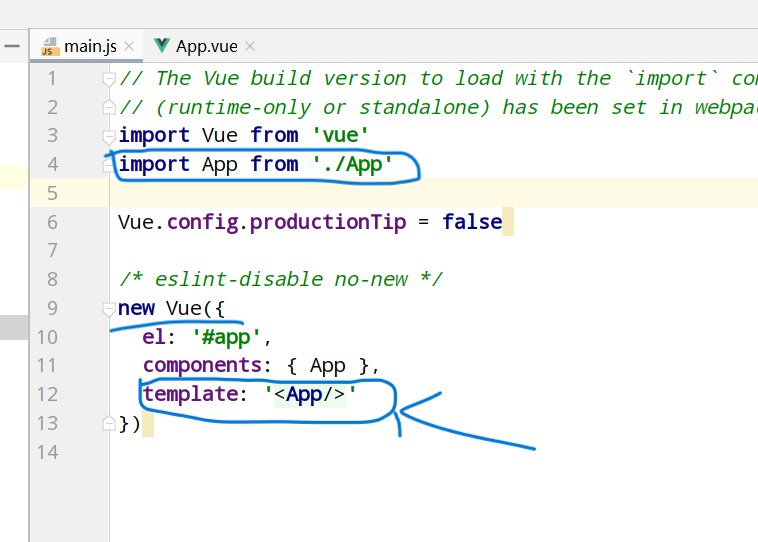 main.js
App.vue
1 // The Vue build version to load with the `import` com
2 // (runtime-only or standalone) has been set in webpac
3 import Vue from 'vue'
4 import App from './App'
5
6 Vue.config.productionTip = false
7
8 /* eslint-disable no-new */
9 new Vue({
10 el: '#app',
11 components: { App },
12 template: '<App/>'
13 })
14